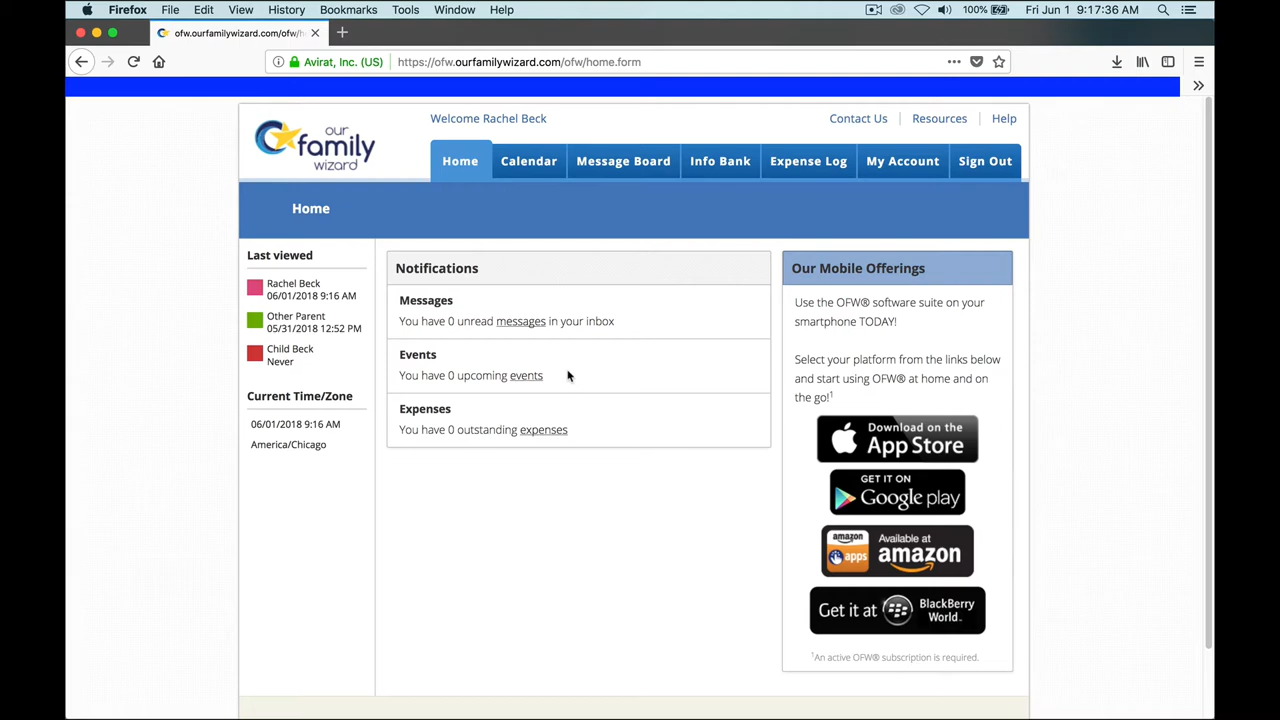 Firefox File Edit View History Bookmarks Tools Window Help 100% Fri Jun 1 9:17:36 AM
ofw.ourfamilywizard.com/ofw/h
Avirat, Inc. (US) https://ofw.ourfamilywizard.com/ofw/home.form
our family wizard
Welcome Rachel Beck Contact Us Resources Help
Home Calendar Message Board Info Bank Expense Log My Account Sign Out
Home
Last viewed
Rachel Beck
06/01/2018 9:16 AM
Other Parent
05/31/2018 12:52 PM
Child Beck
Never
Current Time/Zone
06/01/2018 9:16 AM
America/Chicago
Notifications
Messages
You have 0 unread messages in your inbox
Events
You have 0 upcoming events
Expenses
You have 0 outstanding expenses
Our Mobile Offerings
Use the OFW® software suite on your
smartphone TODAY!
Select your platform from the links below
and start using OFW® at home and on
the go!1
Download on the
App Store
GET IT ON
Google play
amazon apps
Available at
amazon
Get it at BlackBerry World
1An active OFW® subscription is required.